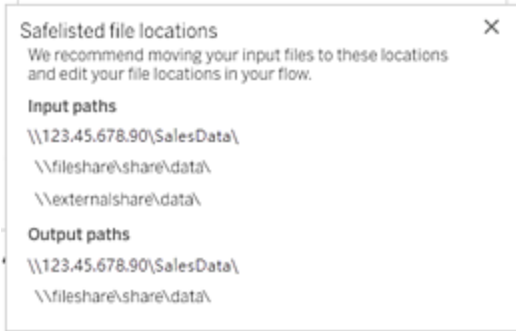 Safelisted file locations
We recommend moving your input files to these locations
and edit your file locations in your flow.
Input paths
\\123.45.678.90\SalesData\
\\fileshare\share\data\
\\externalshare\data\
Output paths
\\123.45.678.90\SalesData\
\\fileshare\share\data\